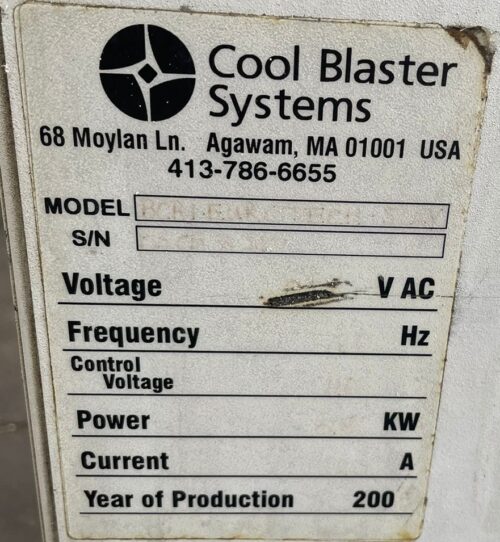 Cool Blaster
Systems
68 Moylan Ln. Agawam, MA 01001 USA
413-786-6655
MODEL
S/N
Voltage V AC
Frequency Hz
Control
Voltage
Power KW
Current A
Year of Production 200